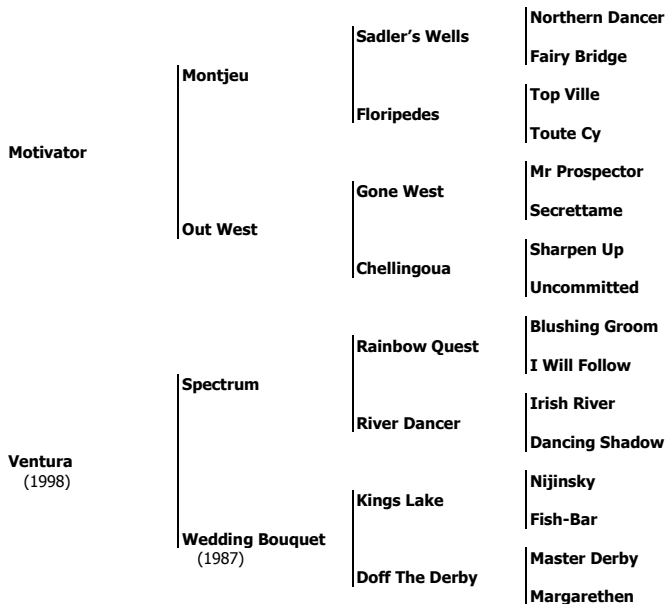 Motivator
Ventura
(1998)
Montjeu
Out West
Spectrum
Wedding Bouquet
(1987)
Sadler's Wells
Floripedes
Gone West
Chellingoua
Rainbow Quest
River Dancer
Kings Lake
Doff The Derby
Northern Dancer
Fairy Bridge
Top Ville
Toute Cy
Mr Prospector
Secrettame
Sharpen Up
Uncommitted
Blushing Groom
I Will Follow
Irish River
Dancing Shadow
Nijinsky
Fish-Bar
Master Derby
Margarethen